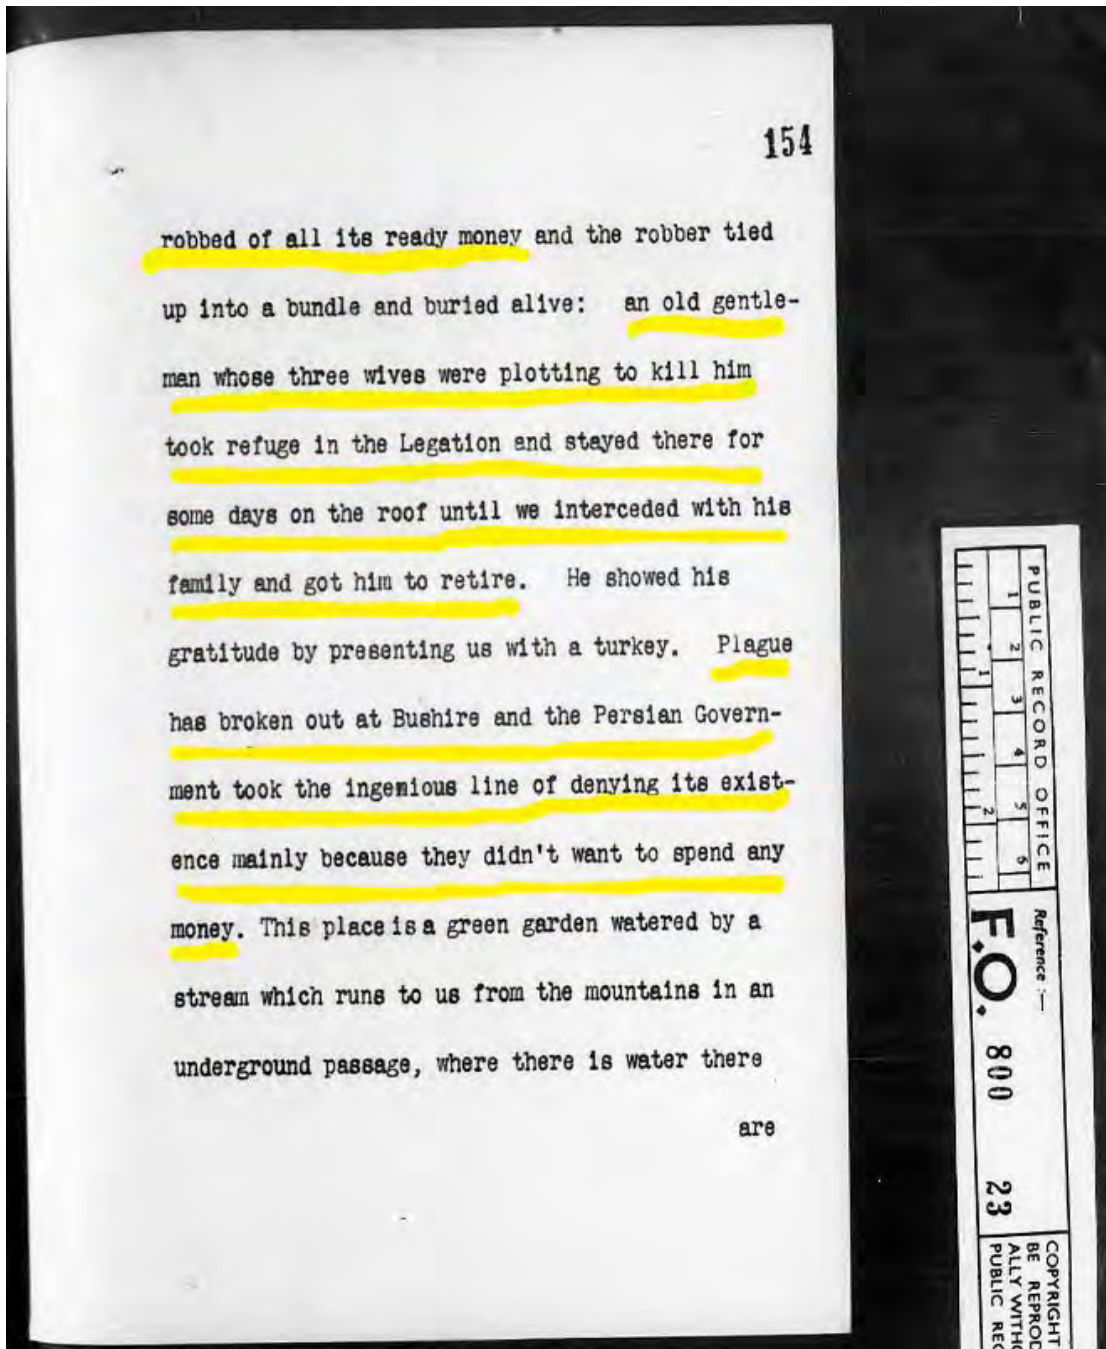 154
robbed of all its ready money and the robber tied
up into a bundle and buried alive: an old gentle-
man whose three wives were plotting to kill him
took refuge in the Legation and stayed there for
some days on the roof until we interceded with his
family and got him to retire. He showed his
gratitude by presenting us with a turkey. Plague
has broken out at Bushire and the Persian Govern-
ment took the ingenious line of denying its exist-
ence mainly because they didn't want to spend any
money. This place is a green garden watered by a
stream which runs to us from the mountains in an
underground passage, where there is water there
are
PUBLIC RECORD OFFICE
1 2 3 4 5 6
1 2
Reference :-
F.O. 800 23
COPYRIGHT
BE REPROD
ALLY WITHO
PUBLIC REC